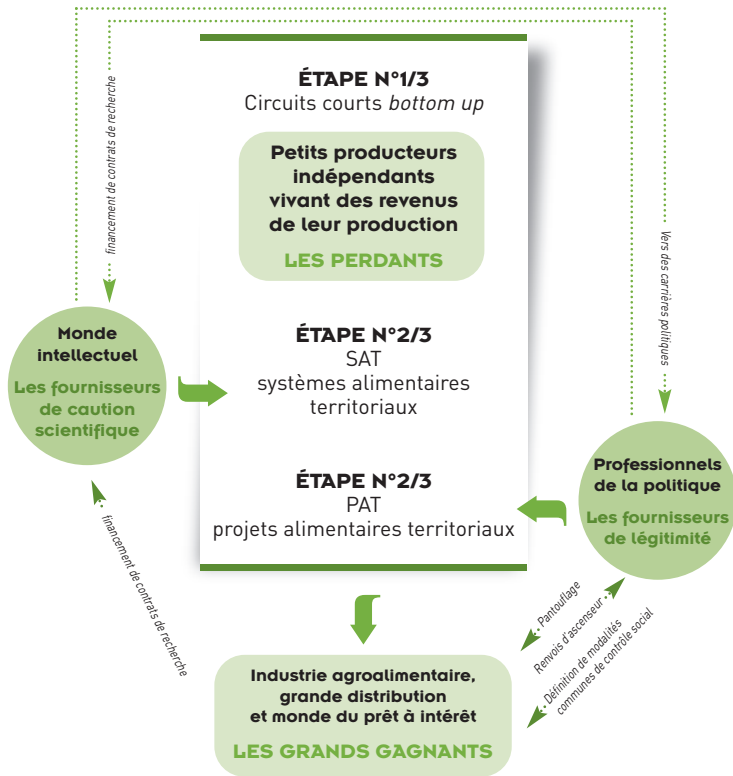 ÉTAPE N°1/3
Circuits courts bottom up
Petits producteurs
indépendants
vivant des revenus
de leur production
LES PERDANTS
financement de contrats de recherche
Vers des carrières politiques
Monde
intellectuel
Les fournisseurs
de caution
scientifique
ÉTAPE N°2/3
SAT
systèmes alimentaires
territoriaux
ÉTAPE N°2/3
PAT
projets alimentaires territoriaux
Professionnels
de la politique
Les fournisseurs
de légitimité
financement de contrats de recherche
Pantouflage
Renvois d'ascenseur
Définition de modalités
communes de contrôle social
Industrie agroalimentaire,
grande distribution
et monde du prêt à intérêt
LES GRANDS GAGNANTS